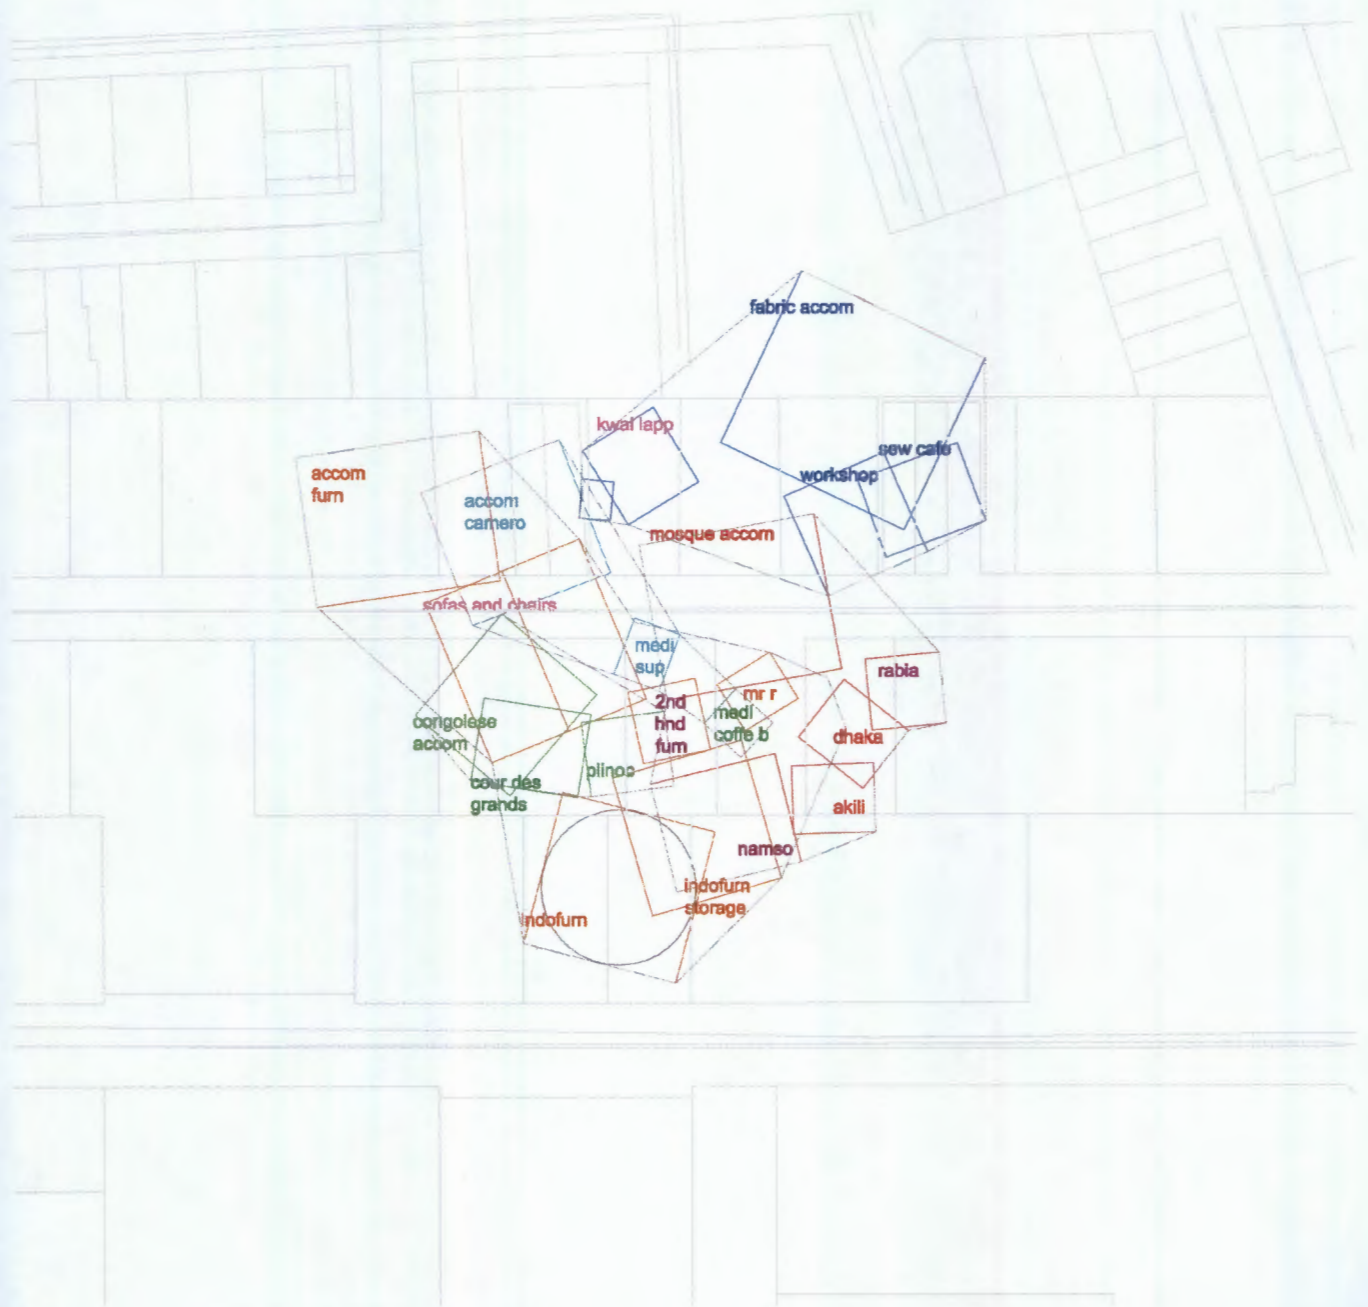 fabric accom
kwal lapp
sew café
accom
furn
workshop
accom
camero
mosque accom
sofas and chairs
medi
sup
rabia
mr r
2nd
hnd
furn
medi
coffe b
congolese
accom
dhaka
plinoo
cour des
grands
akili
namso
indofurn
storage
indofurn